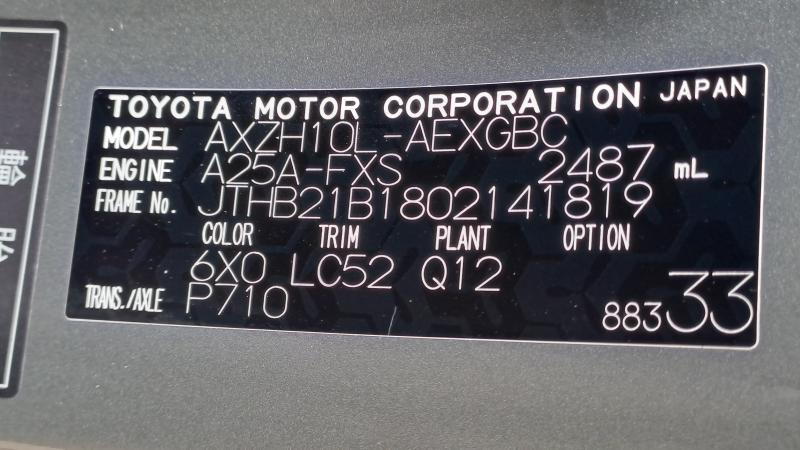 TOYOTA MOTOR CORPORATION JAPAN
MODEL AXZH10L-AEXGBC
ENGINE A25A-FXS 2487 mL
FRAME No. JTHB21B1802141819
COLOR TRIM PLANT OPTION
6X0 LC52 Q12
TRANS./AXLE P710 88333